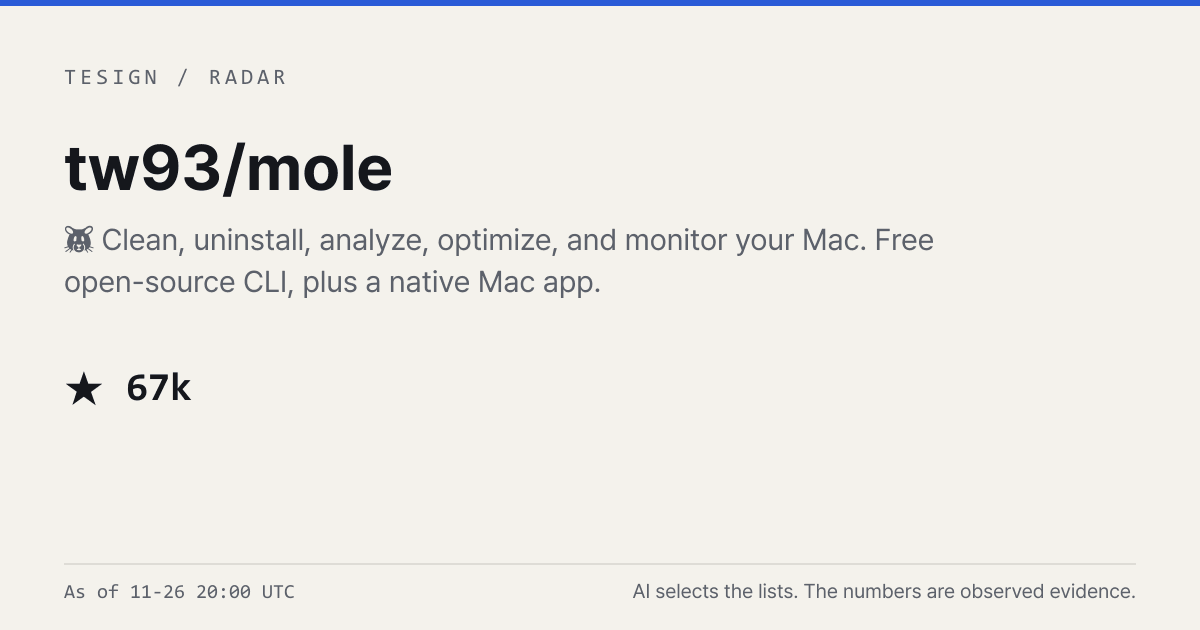 TESIGN / RADAR
tw93/mole
🐹 Clean, uninstall, analyze, optimize, and monitor your Mac. Free
open-source CLI, plus a native Mac app.
★ 67k
As of 11-26 20:00 UTC
AI selects the lists. The numbers are observed evidence.